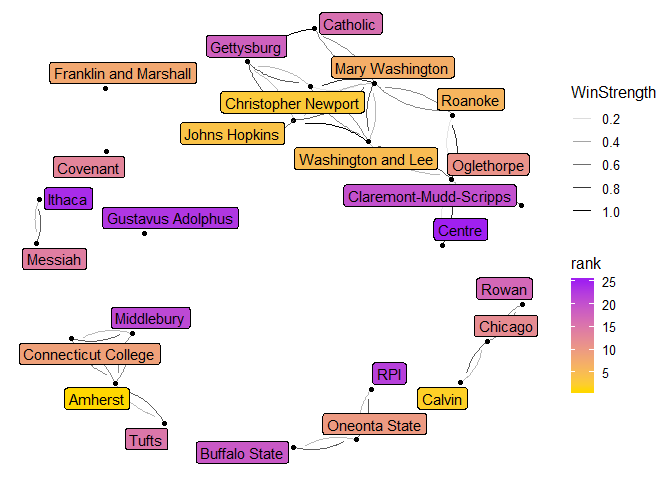 Catholic
Gettysburg
Mary Washington
Franklin and Marshall
Roanoke
Christopher Newport
Johns Hopkins
Washington and Lee
Oglethorpe
Covenant
Claremont-Mudd-Scripps
Ithaca
Gustavus Adolphus
Centre
Messiah
Rowan
Middlebury
Chicago
Connecticut College
RPI
Amherst
Calvin
Oneonta State
Tufts
Buffalo State
WinStrength
0.2
0.4
0.6
0.8
1.0
rank
25
20
15
10
5